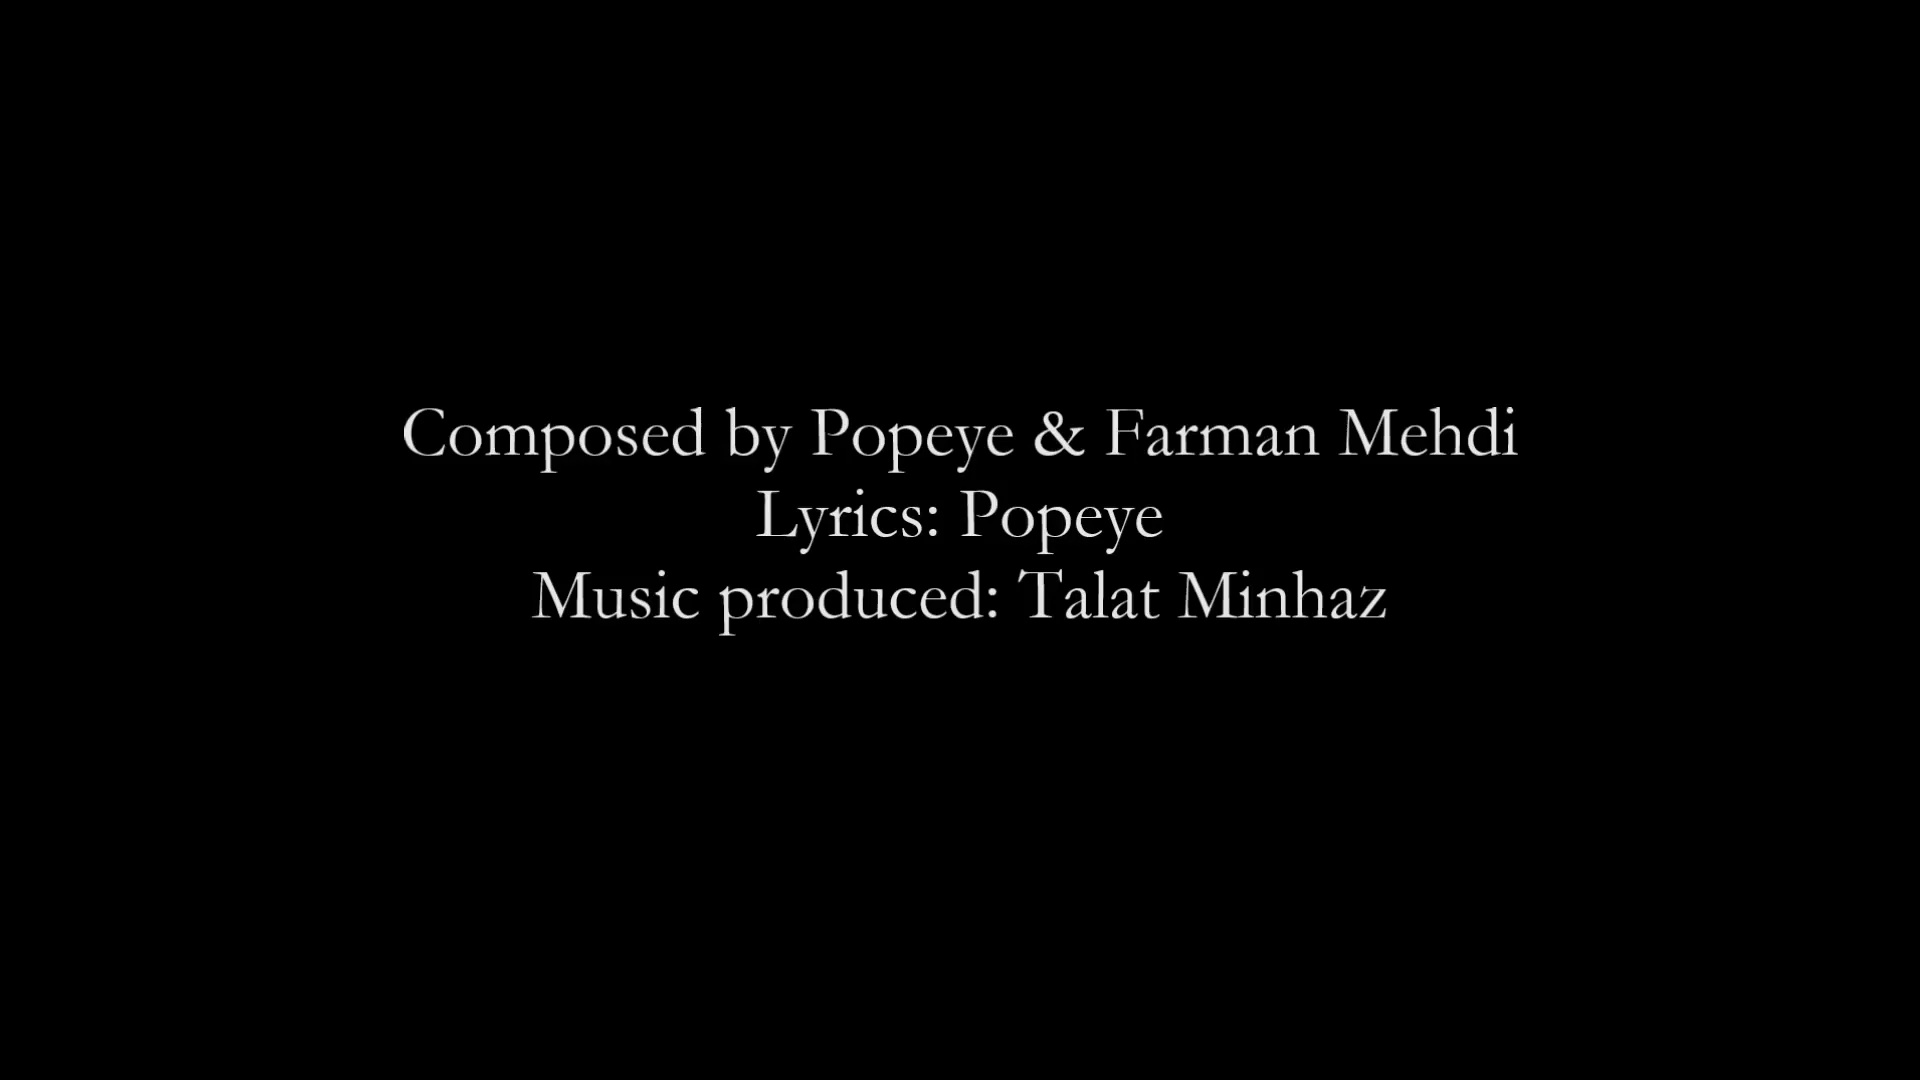 Composed by Popeye & Farman Mehdi
Lyrics: Popeye
Music produced: Talat Minhaz